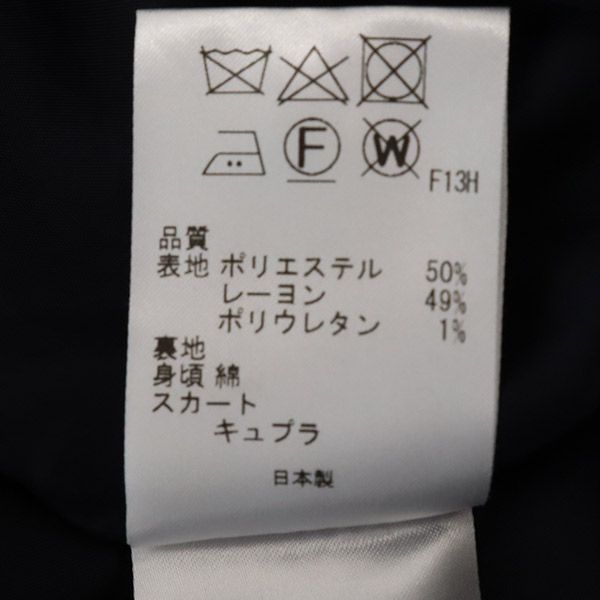 F W F13H
品質
表地 ポリエステル 50%
レーヨン 49%
ポリウレタン 1%
裏地
身頃 綿
スカート
キュプラ
日本製